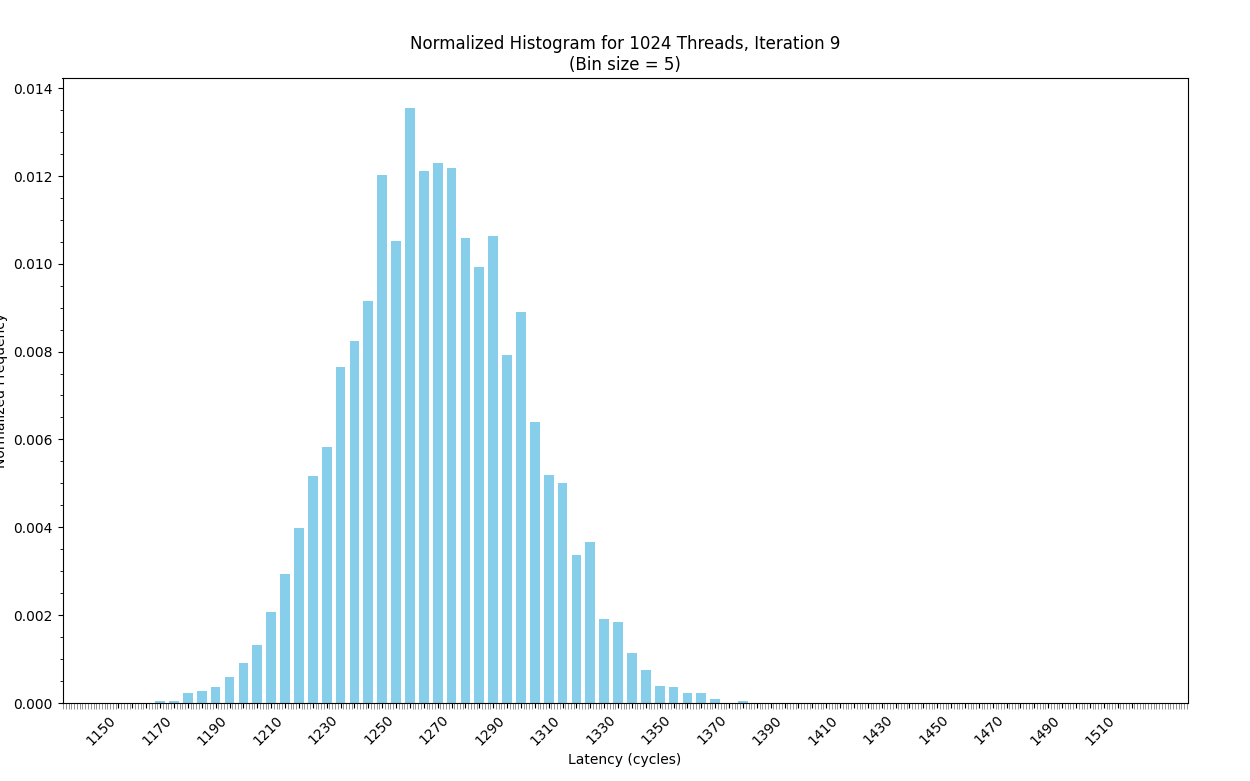 Normalized Histogram for 1024 Threads, Iteration 9
(Bin size = 5)
0.014
0.012
0.010
0.008
0.006
0.004
0.002
0.000
Normalized Frequency
1150 1170 1190 1210 1230 1250 1270 1290 1310 1330 1350 1370 1390 1410 1430 1450 1470 1490 1510
Latency (cycles)